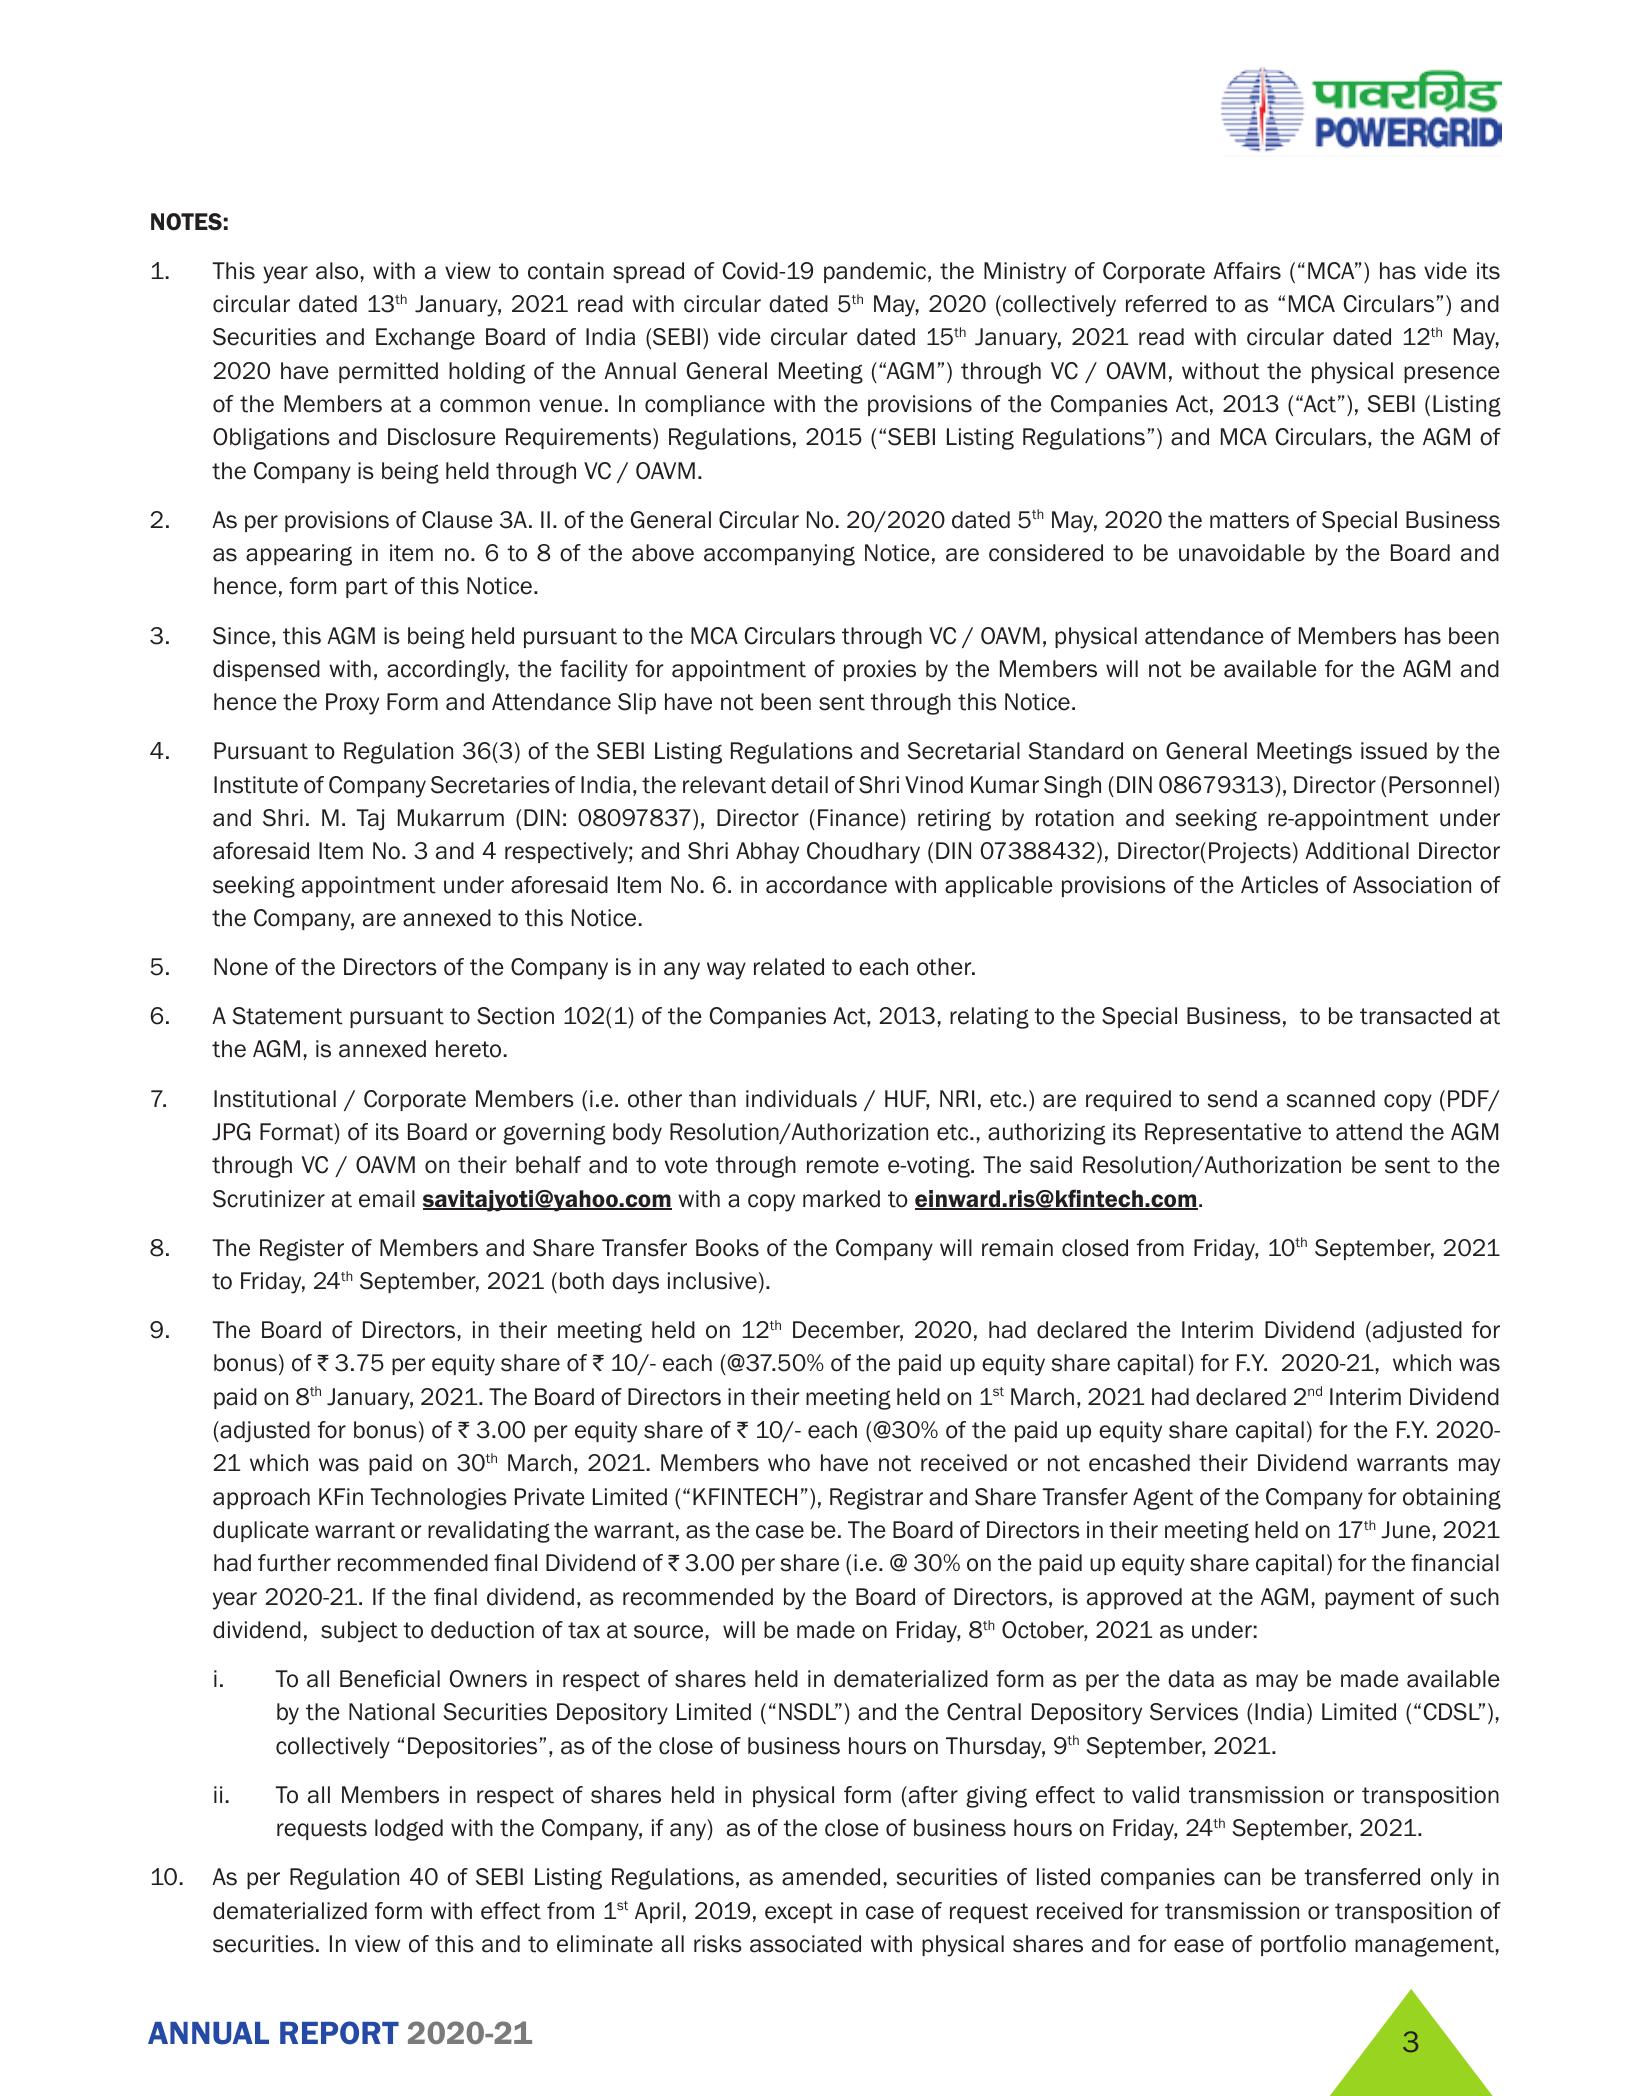 पावरग्रिड
POWERGRID
NOTES:
1. This year also, with a view to contain spread of Covid-19 pandemic, the Ministry of Corporate Affairs (“MCA”) has vide its
circular dated 13th January, 2021 read with circular dated 5th May, 2020 (collectively referred to as “MCA Circulars”) and
Securities and Exchange Board of India (SEBI) vide circular dated 15th January, 2021 read with circular dated 12th May,
2020 have permitted holding of the Annual General Meeting (“AGM”) through VC / OAVM, without the physical presence
of the Members at a common venue. In compliance with the provisions of the Companies Act, 2013 (“Act”), SEBI (Listing
Obligations and Disclosure Requirements) Regulations, 2015 (“SEBI Listing Regulations”) and MCA Circulars, the AGM of
the Company is being held through VC / OAVM.
2. As per provisions of Clause 3A. II. of the General Circular No. 20/2020 dated 5th May, 2020 the matters of Special Business
as appearing in item no. 6 to 8 of the above accompanying Notice, are considered to be unavoidable by the Board and
hence, form part of this Notice.
3. Since, this AGM is being held pursuant to the MCA Circulars through VC / OAVM, physical attendance of Members has been
dispensed with, accordingly, the facility for appointment of proxies by the Members will not be available for the AGM and
hence the Proxy Form and Attendance Slip have not been sent through this Notice.
4. Pursuant to Regulation 36(3) of the SEBI Listing Regulations and Secretarial Standard on General Meetings issued by the
Institute of Company Secretaries of India, the relevant detail of Shri Vinod Kumar Singh (DIN 08679313), Director (Personnel)
and Shri. M. Taj Mukarrum (DIN: 08097837), Director (Finance) retiring by rotation and seeking re-appointment under
aforesaid Item No. 3 and 4 respectively; and Shri Abhay Choudhary (DIN 07388432), Director(Projects) Additional Director
seeking appointment under aforesaid Item No. 6. in accordance with applicable provisions of the Articles of Association of
the Company, are annexed to this Notice.
5. None of the Directors of the Company is in any way related to each other.
6. A Statement pursuant to Section 102(1) of the Companies Act, 2013, relating to the Special Business, to be transacted at
the AGM, is annexed hereto.
7. Institutional / Corporate Members (i.e. other than individuals / HUF, NRI, etc.) are required to send a scanned copy (PDF/
JPG Format) of its Board or governing body Resolution/Authorization etc., authorizing its Representative to attend the AGM
through VC / OAVM on their behalf and to vote through remote e-voting. The said Resolution/Authorization be sent to the
Scrutinizer at email savitajyoti@yahoo.com with a copy marked to einward.ris@kfintech.com.
8. The Register of Members and Share Transfer Books of the Company will remain closed from Friday, 10th September, 2021
to Friday, 24th September, 2021 (both days inclusive).
9. The Board of Directors, in their meeting held on 12th December, 2020, had declared the Interim Dividend (adjusted for
bonus) of ₹ 3.75 per equity share of ₹ 10/- each (@37.50% of the paid up equity share capital) for F.Y. 2020-21, which was
paid on 8th January, 2021. The Board of Directors in their meeting held on 1st March, 2021 had declared 2nd Interim Dividend
(adjusted for bonus) of ₹ 3.00 per equity share of ₹ 10/- each (@30% of the paid up equity share capital) for the F.Y. 2020-
21 which was paid on 30th March, 2021. Members who have not received or not encashed their Dividend warrants may
approach KFin Technologies Private Limited (“KFINTECH”), Registrar and Share Transfer Agent of the Company for obtaining
duplicate warrant or revalidating the warrant, as the case be. The Board of Directors in their meeting held on 17th June, 2021
had further recommended final Dividend of ₹ 3.00 per share (i.e. @ 30% on the paid up equity share capital) for the financial
year 2020-21. If the final dividend, as recommended by the Board of Directors, is approved at the AGM, payment of such
dividend, subject to deduction of tax at source, will be made on Friday, 8th October, 2021 as under:
i. To all Beneficial Owners in respect of shares held in dematerialized form as per the data as may be made available
by the National Securities Depository Limited (“NSDL”) and the Central Depository Services (India) Limited (“CDSL”),
collectively “Depositories”, as of the close of business hours on Thursday, 9th September, 2021.
ii. To all Members in respect of shares held in physical form (after giving effect to valid transmission or transposition
requests lodged with the Company, if any) as of the close of business hours on Friday, 24th September, 2021.
10. As per Regulation 40 of SEBI Listing Regulations, as amended, securities of listed companies can be transferred only in
dematerialized form with effect from 1st April, 2019, except in case of request received for transmission or transposition of
securities. In view of this and to eliminate all risks associated with physical shares and for ease of portfolio management,
ANNUAL REPORT 2020-21
3